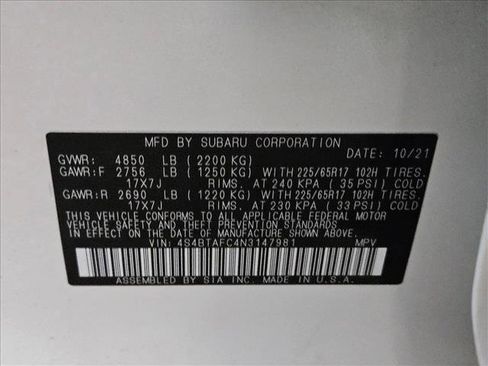 MFD BY SUBARU CORPORATION
DATE: 10/21
GVWR: 4850 LB (2200 KG)
GAWR:F 2756 LB (1250 KG) WITH 225/65R17 102H TIRES.
17X7J RIMS. AT 240 KPA (35 PSI) COLD
GAWR:R 2690 LB (1220 KG) WITH 225/65R17 102H TIRES.
17X7J RIMS. AT 230 KPA (33 PSI) COLD
THIS VEHICLE CONFORMS TO ALL APPLICABLE FEDERAL MOTOR
VEHICLE SAFETY AND THEFT PREVENTION STANDARDS
IN EFFECT ON THE DATE OF MANUFACTURE SHOWN ABOVE.
VIN: 4S4BTAFC4N3147981 MPV
ASSEMBLED BY SIA INC. MADE IN U.S.A.